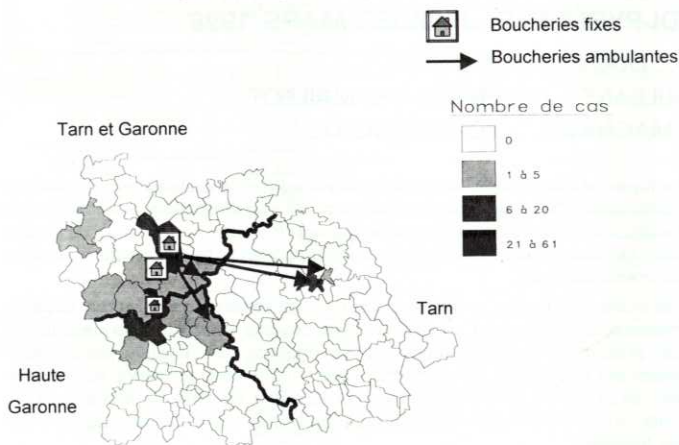 Boucheries fixes
Boucheries ambulantes
Nombre de cas
0
1 à 5
6 à 20
21 à 61
Tarn et Garonne
Tarn
Haute
Garonne